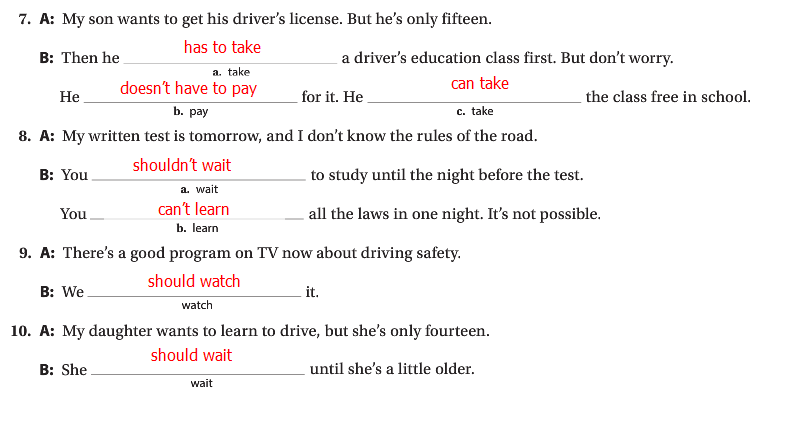 7. A: My son wants to get his driver's license. But he's only fifteen.
B: Then he has to take a driver's education class first. But don't worry.
a. take
He doesn't have to pay for it. He can take the class free in school.
b. pay c. take
8. A: My written test is tomorrow, and I don't know the rules of the road.
B: You shouldn't wait to study until the night before the test.
a. wait
You can't learn all the laws in one night. It's not possible.
b. learn
9. A: There's a good program on TV now about driving safety.
B: We should watch it.
watch
10. A: My daughter wants to learn to drive, but she's only fourteen.
B: She should wait until she's a little older.
wait